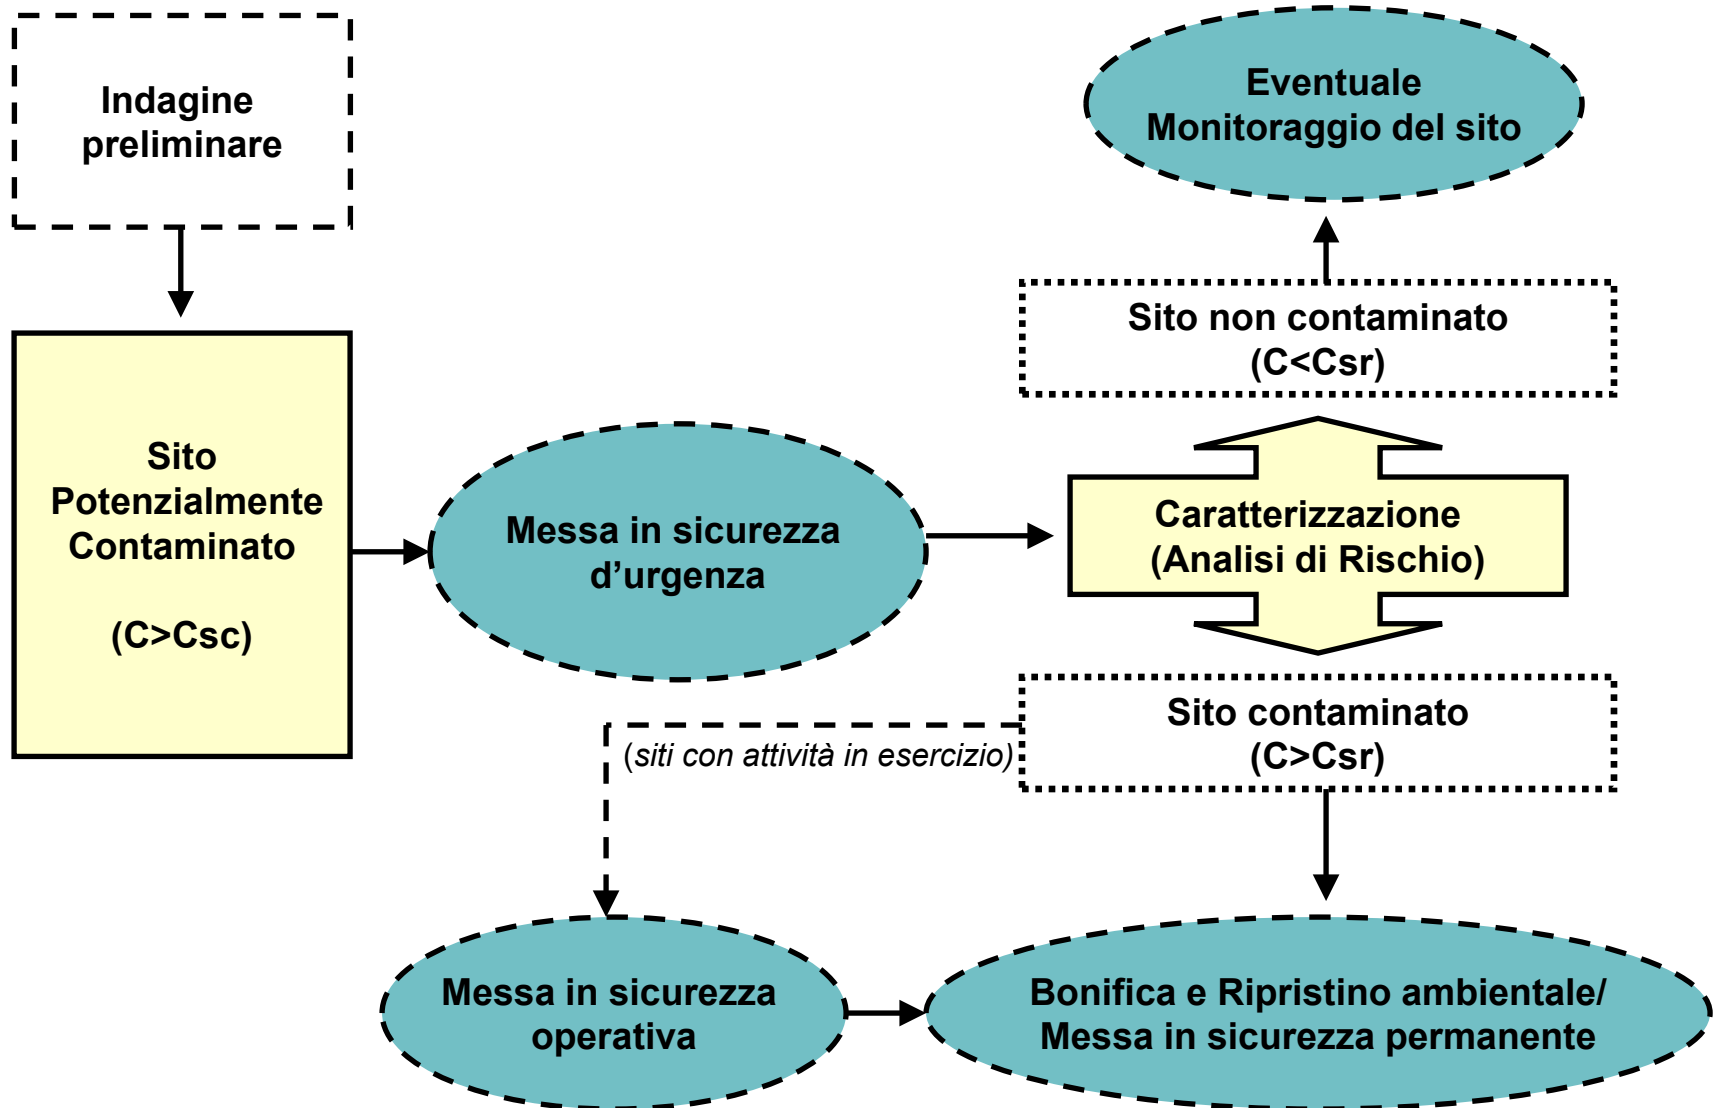 Indagine
preliminare
Eventuale
Monitoraggio del sito
Sito non contaminato
(C<Csr)
Sito
Potenzialmente
Contaminato
(C>Csc)
Messa in sicurezza
d’urgenza
Caratterizzazione
(Analisi di Rischio)
Sito contaminato
(C>Csr)
(siti con attività in esercizio)
Messa in sicurezza
operativa
Bonifica e Ripristino ambientale/
Messa in sicurezza permanente